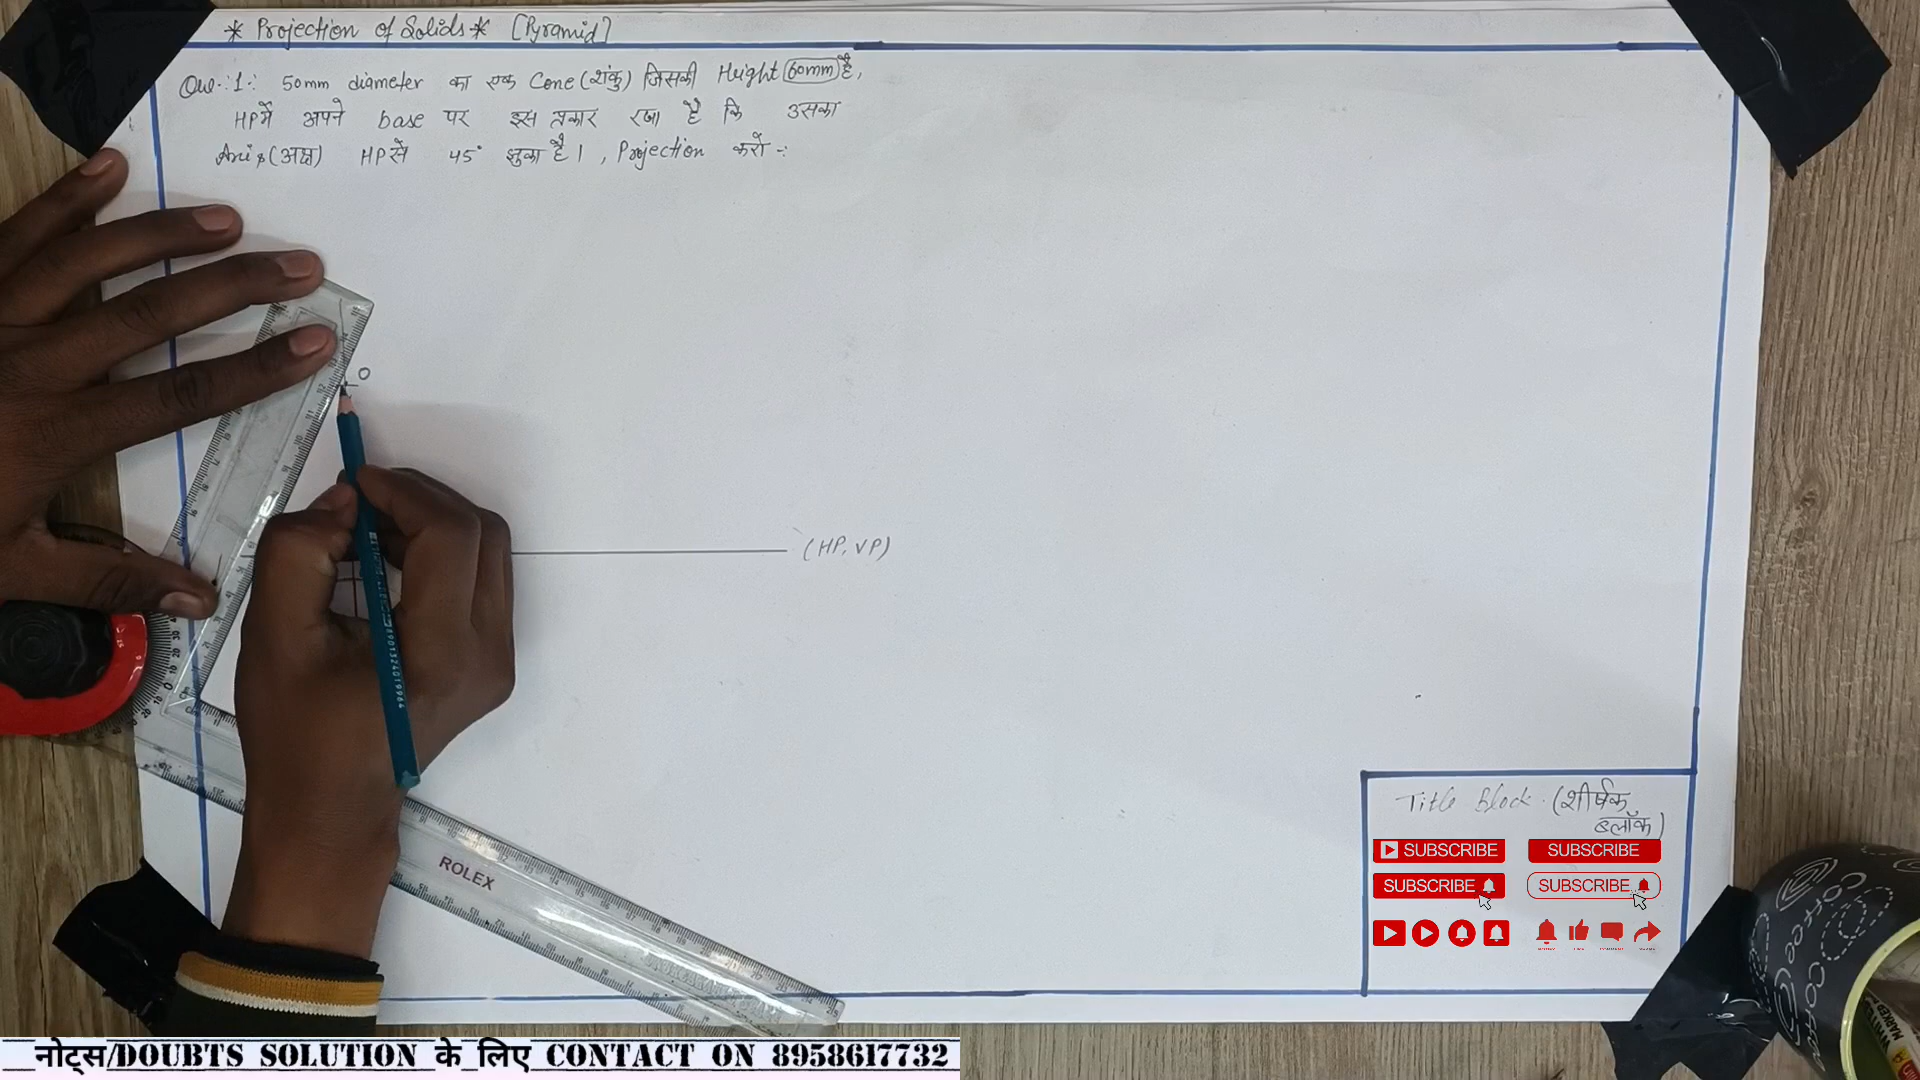 * Projection of Solids * [Pyramid]
Que.:1:- 50mm diameter का एक Cone (शंकु) जिसकी Height 60mm है,
HP में अपने base पर इस प्रकार रखा है कि उसका
Axis (अक्ष) HP से 45° झुका है। , Projection करो -:
O
(HP, VP)
ROLEX
Title Block. (शीर्षक
ब्लॉक)
SUBSCRIBE SUBSCRIBE
SUBSCRIBE SUBSCRIBE
नोट्स/DOUBTS SOLUTION के लिए CONTACT ON 8958617732